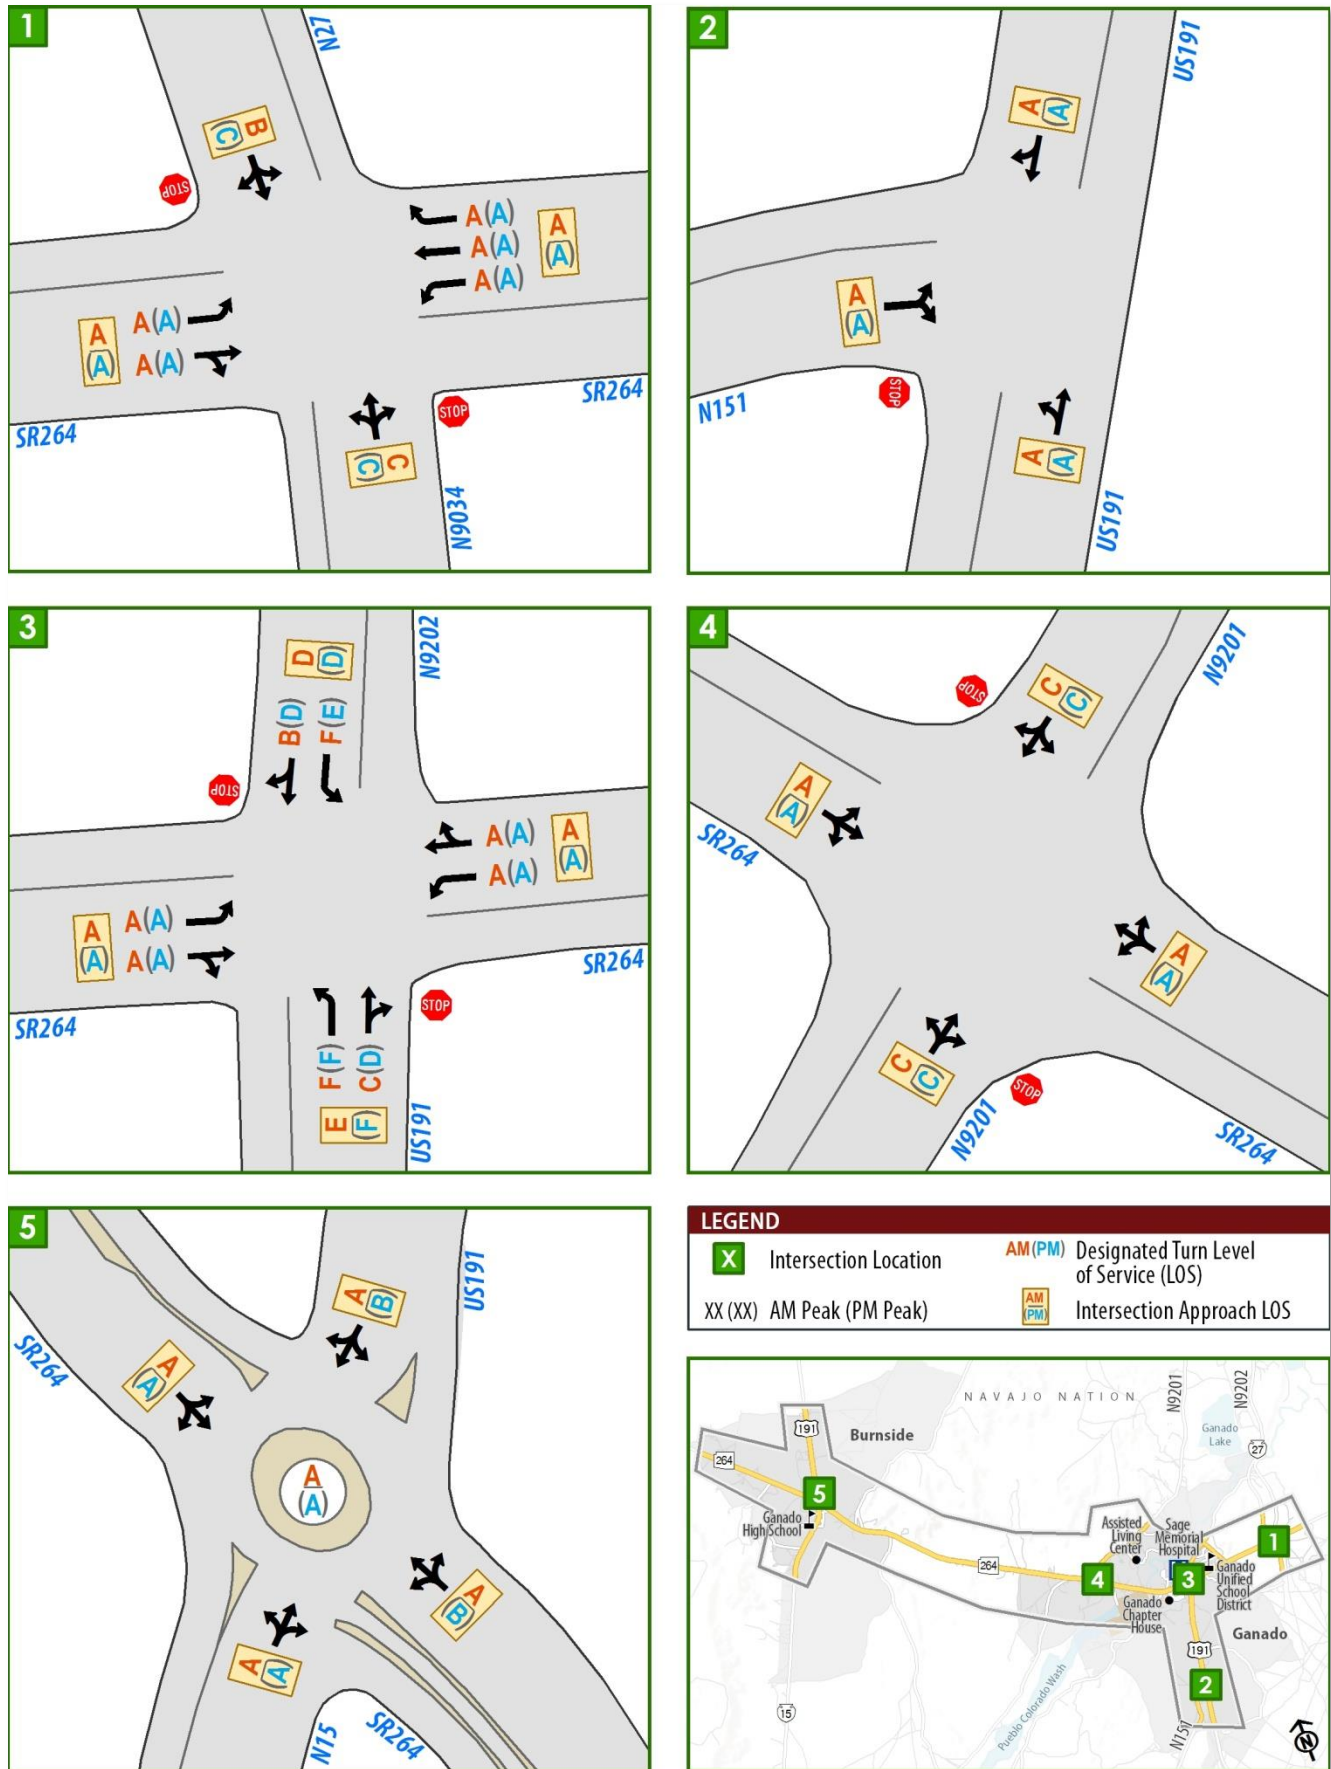 1
N27
B
(C)
STOP
A(A)
A(A)
A(A)
A
(A)
A
(A)
A(A)
A(A)
SR264
STOP
SR264
C
(C)
N9034
2
US191
A
(A)
A
(A)
STOP
N151
A
(A)
US191
3
D
(D)
N9202
B(D)
F(E)
STOP
A(A)
A(A)
A
(A)
A
(A)
A(A)
A(A)
SR264
SR264
STOP
F(F)
C(D)
E
(F)
US191
4
STOP
C
(C)
N9201
A
(A)
SR264
A
(A)
C
(C)
N9201
STOP
SR264
5
US191
A
(B)
SR264
A
(A)
A
(A)
A
(B)
A
(A)
N15
SR264
LEGEND
X Intersection Location
AM(PM) Designated Turn Level
of Service (LOS)
XX (XX) AM Peak (PM Peak)
AM
(PM)
Intersection Approach LOS
NAVAJO NATION
N9201
N9202
Ganado
Lake
27
191
Burnside
264
5
Ganado
High School
264
Assisted
Living
Center
Sage
Memorial
Hospital
1
4
3
Ganado
Unified
School
District
Ganado
Chapter
House
191
Ganado
2
15
Pueblo Colorado Wash
N151
N